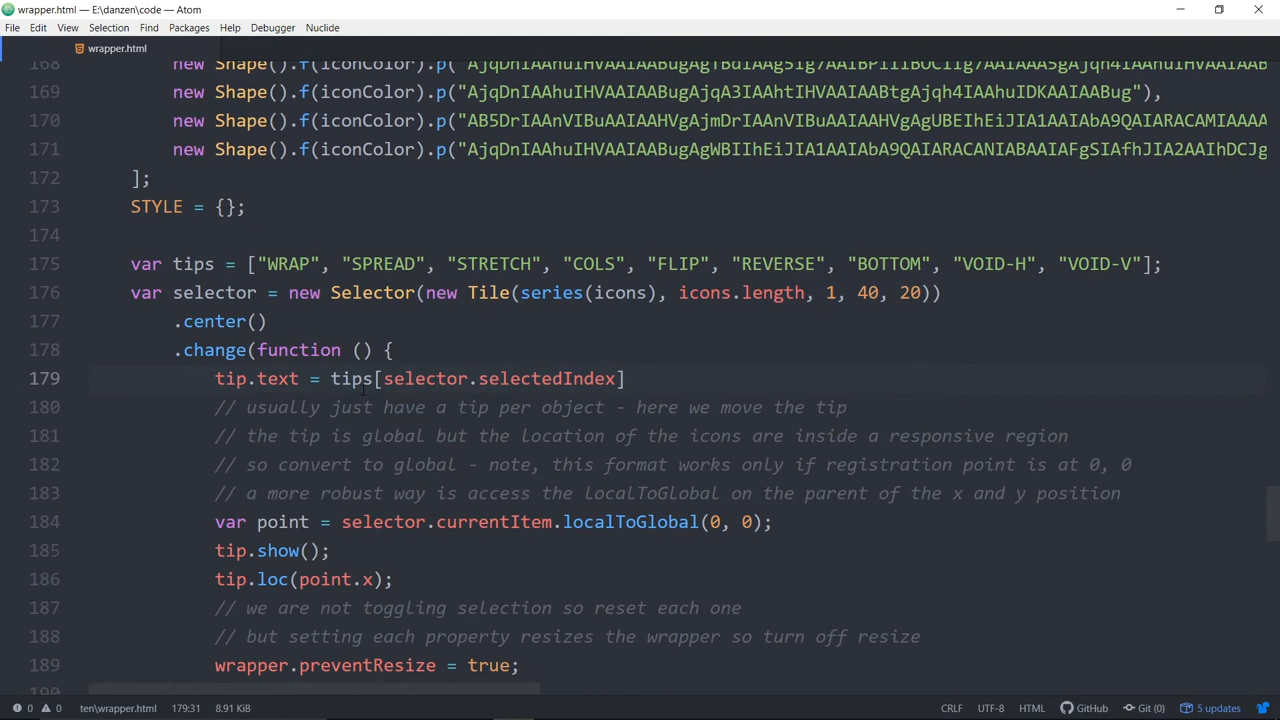 wrapper.html — E:\danzen\code — Atom
File Edit View Selection Find Packages Help Debugger Nuclide
wrapper.html
169 new Shape().f(iconColor).p("AjqDnIAAhuIHVAAIAABugAjqA3IAAhtIHVAAIAABtgAjqh4IAAhuIDKAAIAABug"),
170 new Shape().f(iconColor).p("AB5DrIAAnVIBuAAIAAHVgAjmDrIAAnVIBuAAIAAHVgAgUBEIhEiJIA1AAIAbA9QAIARACAMIAAAA
171 new Shape().f(iconColor).p("AjqDnIAAhuIHVAAIAABugAgWBIIhEiJIA1AAIAbA9QAIARACANIABAAIAFgSIAfhJIA2AAIhDCJg
172 ];
173 STYLE = {};
174
175 var tips = ["WRAP", "SPREAD", "STRETCH", "COLS", "FLIP", "REVERSE", "BOTTOM", "VOID-H", "VOID-V"];
176 var selector = new Selector(new Tile(series(icons), icons.length, 1, 40, 20))
177 .center()
178 .change(function () {
179 tip.text = tips[selector.selectedIndex]
180 // usually just have a tip per object - here we move the tip
181 // the tip is global but the location of the icons are inside a responsive region
182 // so convert to global - note, this format works only if registration point is at 0, 0
183 // a more robust way is access the localToGlobal on the parent of the x and y position
184 var point = selector.currentItem.localToGlobal(0, 0);
185 tip.show();
186 tip.loc(point.x);
187 // we are not toggling selection so reset each one
188 // but setting each property resizes the wrapper so turn off resize
189 wrapper.preventResize = true;
0 0 ten\wrapper.html 179:31 8.91 KiB CRLF UTF-8 HTML GitHub Git (0) 5 updates